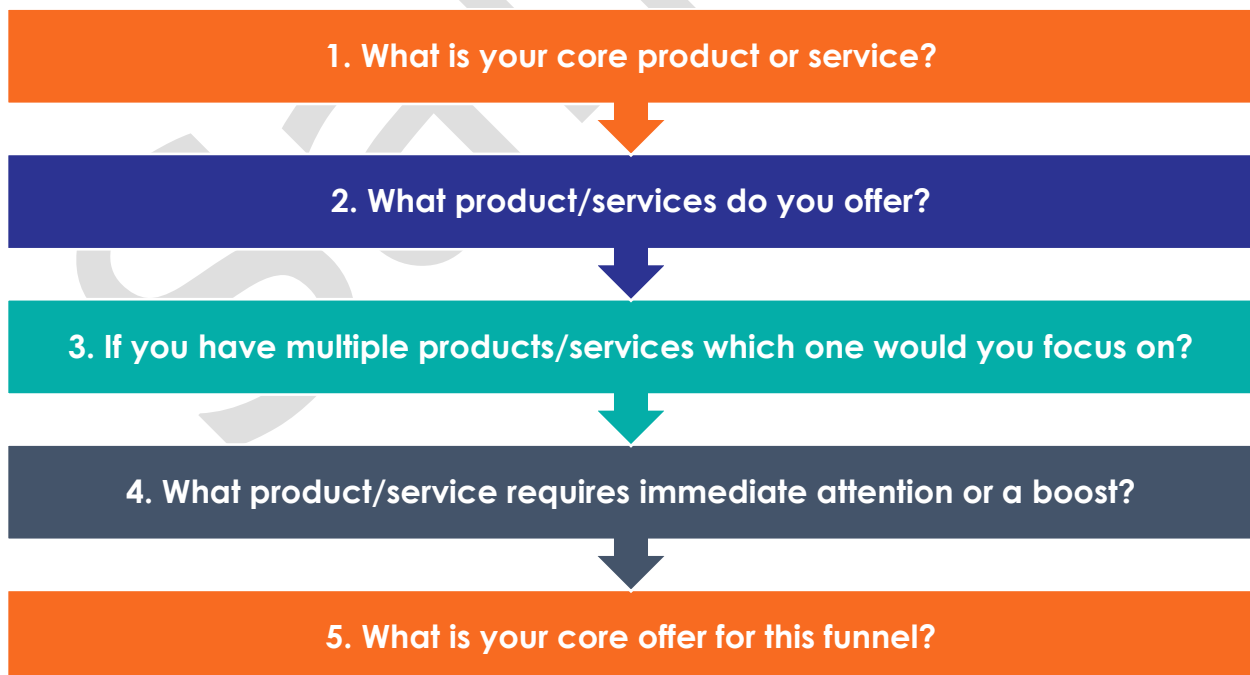 1. What is your core product or service?
2. What product/services do you offer?
3. If you have multiple products/services which one would you focus on?
4. What product/service requires immediate attention or a boost?
5. What is your core offer for this funnel?